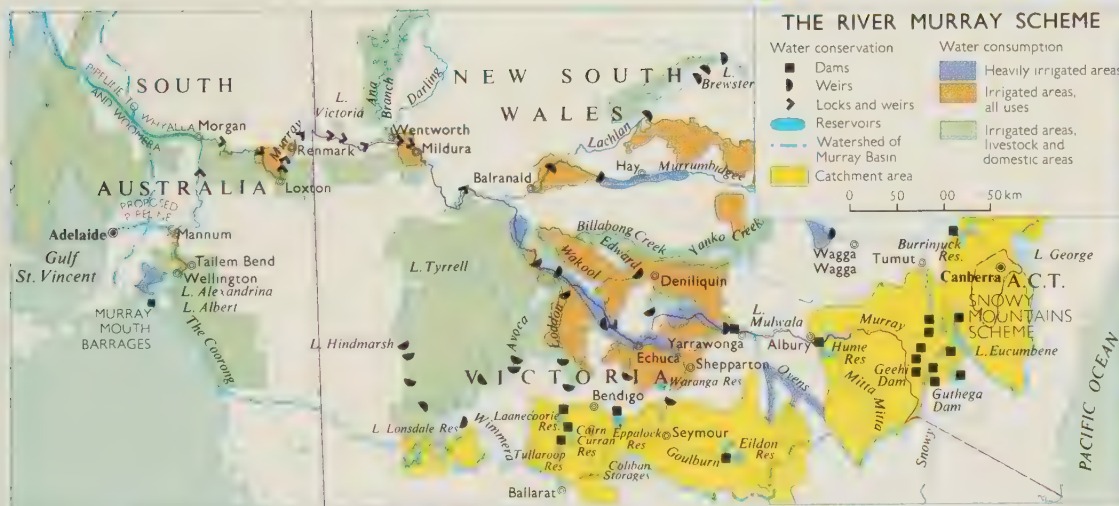 THE RIVER MURRAY SCHEME
Water conservation
Dams
Weirs
Locks and weirs
Reservoirs
Watershed of
Murray Basin
Catchment area
Water consumption
Heavily irrigated areas
Irrigated areas,
all uses
Irrigated areas,
livestock and
domestic areas
0 50 50 km
SOUTH
AUSTRALIA
NEW SOUTH
WALES
VICTORIA
PIPELINE TO WHYALLA
AND WOOMERA
Morgan
Murray
Renmark
Loxton
L.
Victoria
Ana
Branch
Darling
Wentworth
Mildura
Lachlan
L.
Brewster
Hay
Murrumbidgee
Balranald
PROPOSED
PIPELINE
Adelaide
Gulf
St. Vincent
Mannum
Tailem Bend
Wellington
L. Alexandrina
L. Albert
MURRAY
MOUTH
BARRAGES
The Coorong
L. Tyrrell
Billabong Creek
Yanko Creek
Wakool
Edward
Deniliquin
L. Hindmarsh
Avoca
Loddon
Echuca
Yarrawonga
L.
Mulwala
Albury
Shepparton
Waranga Res
Ovens
Bendigo
L Lonsdale Res
Wimmera
Laanecoorie
Res
Cairn
Curran
Res
Eppalock
Res
Seymour
Eildon
Res
Tullaroop
Res
Coliban
Storages
Goulburn
Ballarat
Wagga
Wagga
Burrinjuck
Res.
Tumut
L. George
Canberra
A.C.T.
SNOWY
MOUNTAINS
SCHEME
Murray
Hume
Res
Mitta Mitta
Geehi
Dam
L. Eucumbene
Guthega
Dam
Snowy
PACIFIC OCEAN